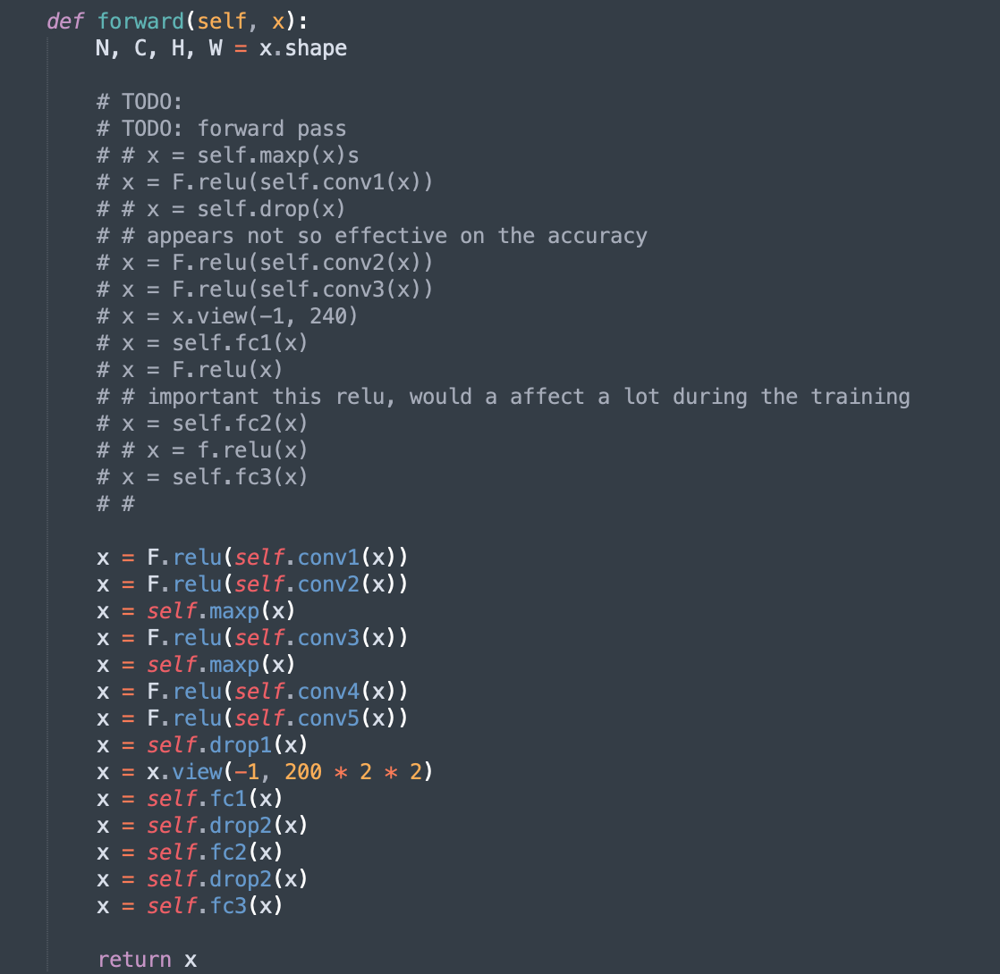 def forward(self, x):
N, C, H, W = x.shape
# TODO:
# TODO: forward pass
# # x = self.maxp(x)s
# x = F.relu(self.conv1(x))
# # x = self.drop(x)
# # appears not so effective on the accuracy
# x = F.relu(self.conv2(x))
# x = F.relu(self.conv3(x))
# x = x.view(-1, 240)
# x = self.fc1(x)
# x = F.relu(x)
# # important this relu, would a affect a lot during the training
# x = self.fc2(x)
# # x = f.relu(x)
# x = self.fc3(x)
# #
x = F.relu(self.conv1(x))
x = F.relu(self.conv2(x))
x = self.maxp(x)
x = F.relu(self.conv3(x))
x = self.maxp(x)
x = F.relu(self.conv4(x))
x = F.relu(self.conv5(x))
x = self.drop1(x)
x = x.view(-1, 200 * 2 * 2)
x = self.fc1(x)
x = self.drop2(x)
x = self.fc2(x)
x = self.drop2(x)
x = self.fc3(x)
return x